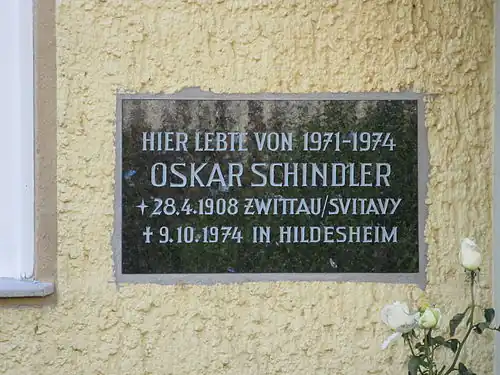 HIER LEBTE VON 1971-1974
OSKAR SCHINDLER
+ 28.4.1908 ZWITTAU/SVITAVY
✝ 9.10.1974 IN HILDESHEIM